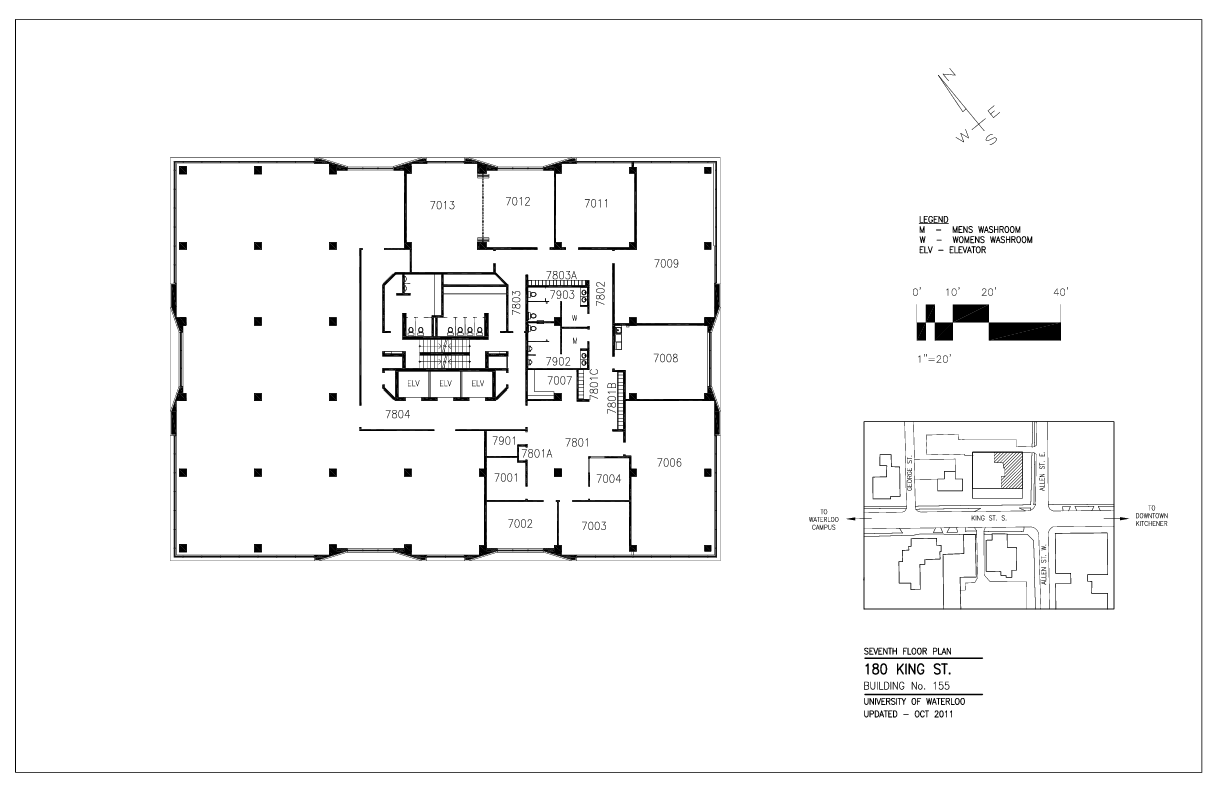 N
E
W
S
LEGEND
M – MENS WASHROOM
W – WOMENS WASHROOM
ELV – ELEVATOR
0' 10' 20' 40'
1"=20'
7013
7012
7011
7009
7803A
7903
7803
7802
W
M
7902
7008
7007
7801C
7801B
ELV ELV ELV
7804
7901
7801
7801A
7006
7001
7004
7002
7003
GEORGE ST.
ALLEN ST. E.
TO
WATERLOO
CAMPUS
KING ST. S.
TO
DOWNTOWN
KITCHENER
ALLEN ST. W.
SEVENTH FLOOR PLAN
180 KING ST.
BUILDING No. 155
UNIVERSITY OF WATERLOO
UPDATED – OCT 2011